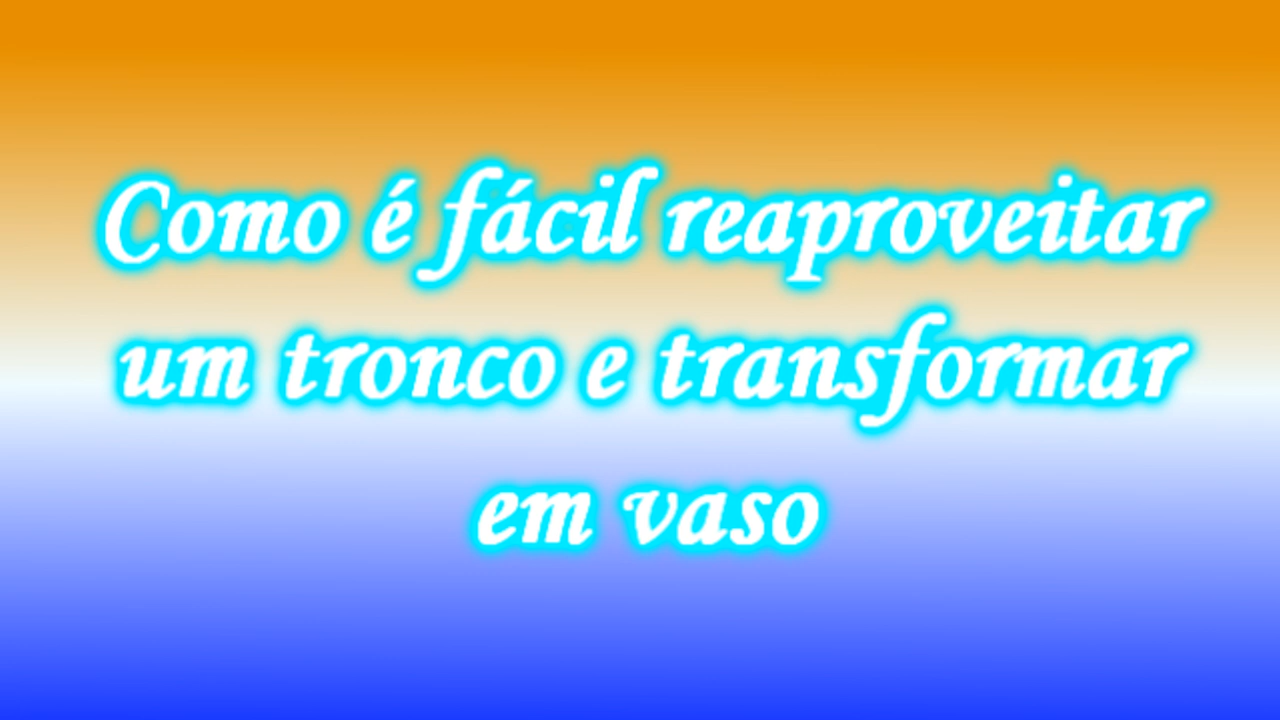 Como é fácil reaproveitar
um tronco e transformar
em vaso